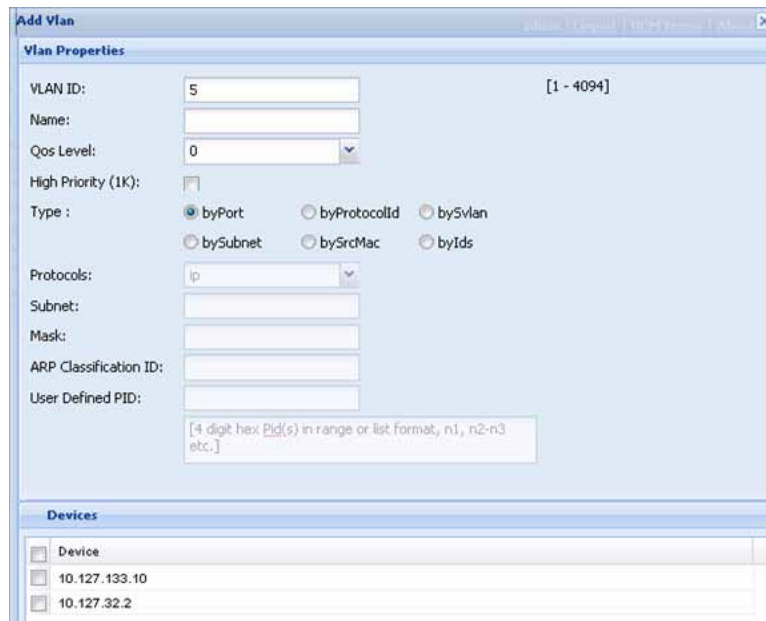 Add Vlan
Vlan Properties
VLAN ID: 5 [1 - 4094]
Name:
Qos Level: 0
High Priority (1K):
Type : byPort byProtocolId bySvlan
bySubnet bySrcMac byIds
Protocols: ip
Subnet:
Mask:
ARP Classification ID:
User Defined PID:
[4 digit hex Pid(s) in range or list format, n1, n2-n3
etc.]
Devices
Device
10.127.133.10
10.127.32.2